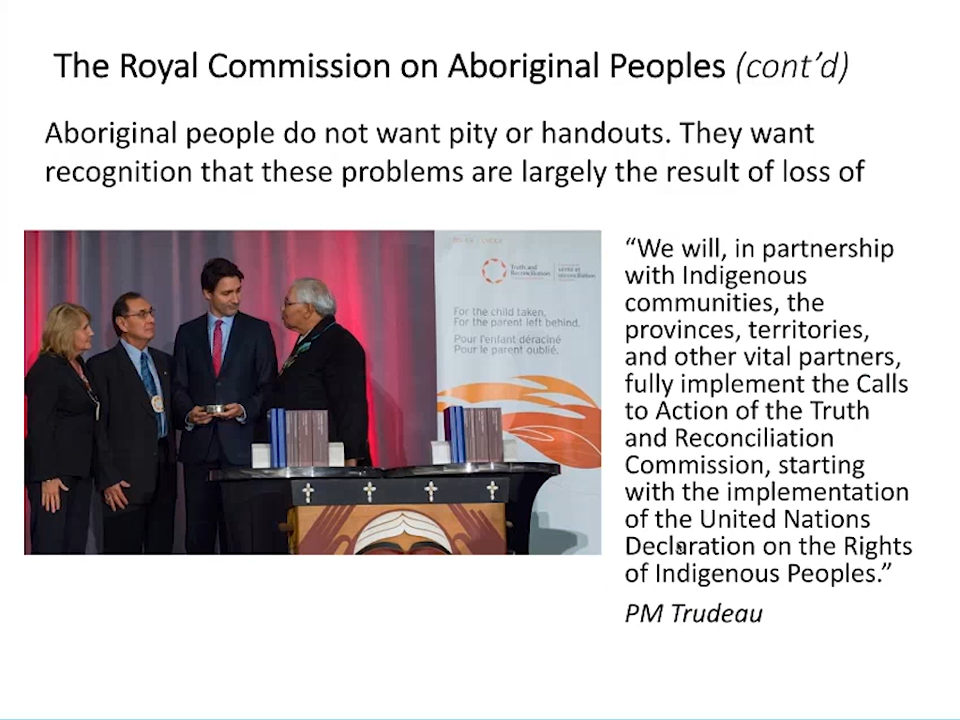 The Royal Commission on Aboriginal Peoples (cont’d)
Aboriginal people do not want pity or handouts. They want
recognition that these problems are largely the result of loss of
Truth and
Reconciliation
For the child taken,
For the parent left behind.
Pour l'enfant déraciné
Pour le parent oublié.
“We will, in partnership
with Indigenous
communities, the
provinces, territories,
and other vital partners,
fully implement the Calls
to Action of the Truth
and Reconciliation
Commission, starting
with the implementation
of the United Nations
Declaration on the Rights
of Indigenous Peoples.”
PM Trudeau